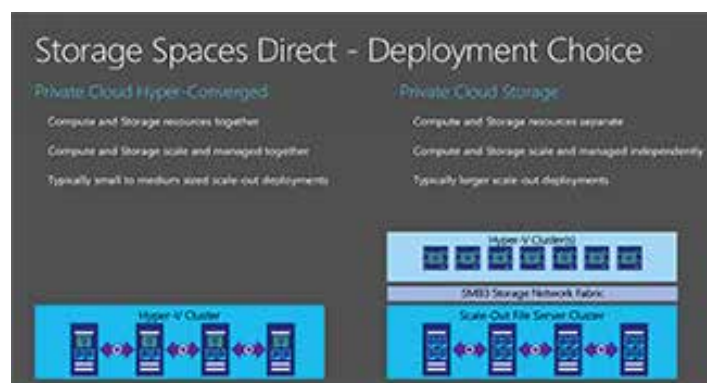 Storage Spaces Direct - Deployment Choice
Private Cloud Hyper-Converged
Compute and Storage resources together
Compute and Storage scale and managed together
Typically small to medium sized scale-out deployments
Private Cloud Storage
Compute and Storage resources separate
Compute and Storage scale and managed independently
Typically larger scale-out deployments
Hyper-V Cluster
Hyper-V Cluster(s)
SMB3 Storage Network Fabric
Scale-Out File Server Cluster